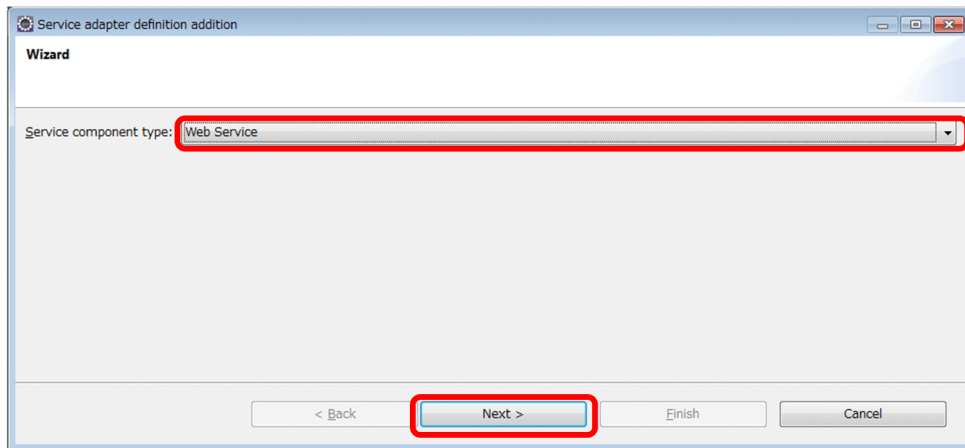 Service adapter definition addition
Wizard
Service component type: Web Service
< Back Next > Finish Cancel